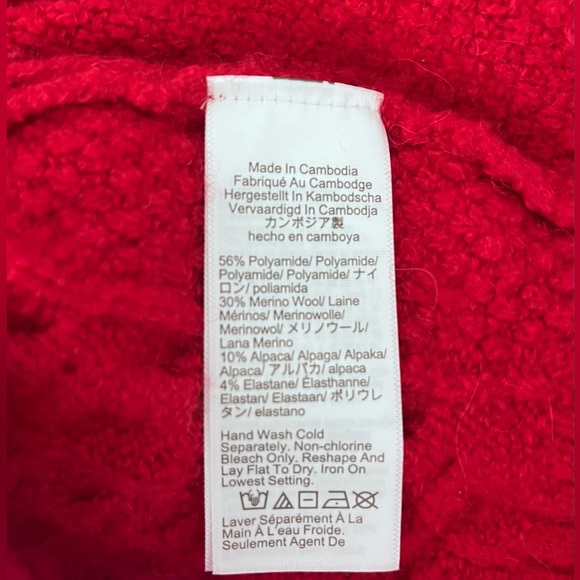 Made In Cambodia
Fabriqué Au Cambodge
Hergestellt In Kambodscha
Vervaardigd In Cambodja
カンボジア製
hecho en camboya
56% Polyamide/ Polyamide/
Polyamide/ Polyamide/ ナイ
ロン/ poliamida
30% Merino Wool/ Laine
Mérinos/ Merinowolle/
Merinowol/ メリノウール/
Lana Merino
10% Alpaca/ Alpaga/ Alpaka/
Alpaca/ アルパカ/ alpaca
4% Elastane/ Élasthanne/
Elastan/ Elastaan/ ポリウレ
タン/ elastano
Hand Wash Cold
Separately. Non-chlorine
Bleach Only. Reshape And
Lay Flat To Dry. Iron On
Lowest Setting.
Laver Séparément À La
Main À L'eau Froide.
Seulement Agent De